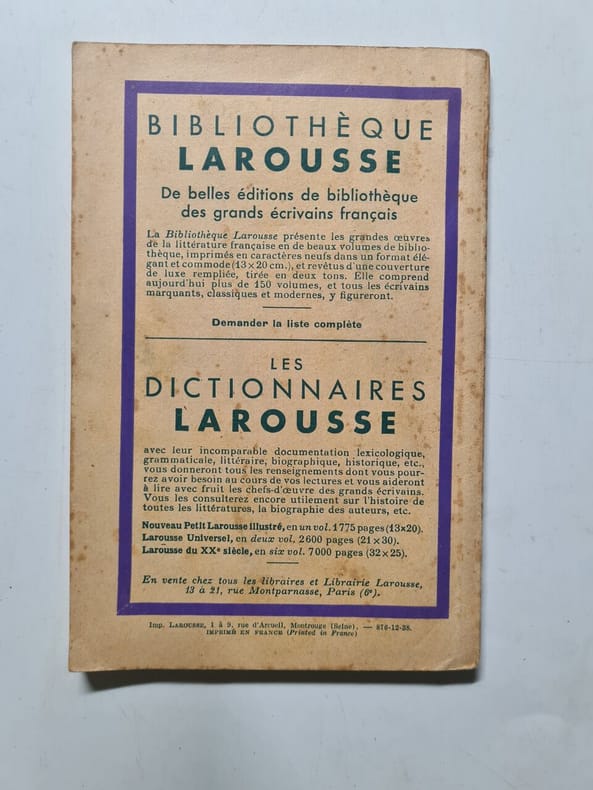 BIBLIOTHÈQUE
LAROUSSE
De belles éditions de bibliothèque
des grands écrivains français
La Bibliothèque Larousse présente les grandes œuvres
de la littérature française en de beaux volumes de biblio-
thèque, imprimés en caractères neufs dans un format élé-
gant et commode (13×20 cm.), et revêtus d'une couverture
de luxe rempliée, tirée en deux tons. Elle comprend
aujourd'hui plus de 150 volumes, et tous les écrivains
marquants, classiques et modernes, y figureront.
Demander la liste complète
LES
DICTIONNAIRES
LAROUSSE
avec leur incomparable documentation lexicologique,
grammaticale, littéraire, biographique, historique, etc.,
vous donneront tous les renseignements dont vous pour-
rez avoir besoin au cours de vos lectures et vous aideront
à lire avec fruit les chefs-d'œuvre des grands écrivains.
Vous les consulterez encore utilement sur l'histoire de
toutes les littératures, la biographie des auteurs, etc.
Nouveau Petit Larousse illustré, en un vol. 1775 pages (13×20).
Larousse Universel, en deux vol. 2600 pages (21×30).
Larousse du XXe siècle, en six vol. 7000 pages (32×25).
En vente chez tous les libraires et Librairie Larousse,
13 à 21, rue Montparnasse, Paris (6e).
Imp. LAROUSSE, 1 à 9, rue d'Arcueil, Montrouge (Seine). — 876-12-38.
IMPRIMÉ EN FRANCE (Printed in France)